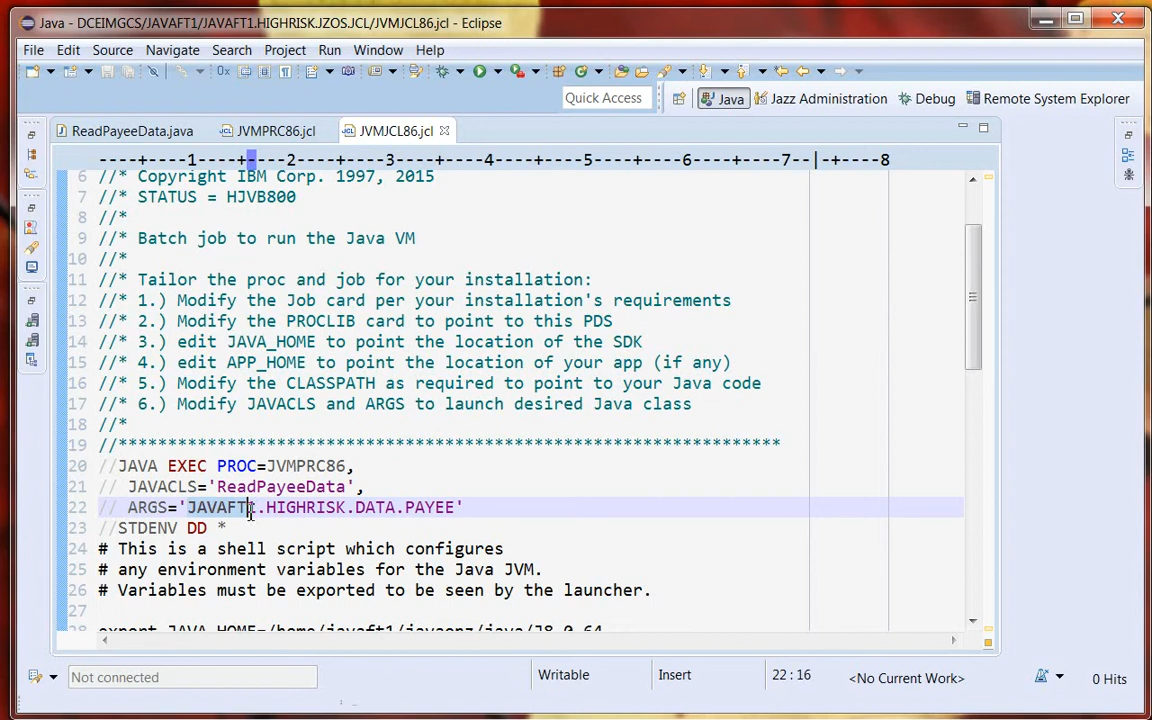 Java - DCEIMGCS/JAVAFT1/JAVAFT1.HIGHRISK.JZOS.JCL/JVMJCL86.jcl - Eclipse
File Edit Source Navigate Search Project Run Window Help
Quick Access Java Jazz Administration Debug Remote System Explorer
ReadPayeeData.java JVMPRC86.jcl JVMJCL86.jcl
----+----1----+----2----+----3----+----4----+----5----+----6----+----7--|-+----8
6 //* Copyright IBM Corp. 1997, 2015
7 //* STATUS = HJVB800
8 //*
9 //* Batch job to run the Java VM
10 //*
11 //* Tailor the proc and job for your installation:
12 //* 1.) Modify the Job card per your installation's requirements
13 //* 2.) Modify the PROCLIB card to point to this PDS
14 //* 3.) edit JAVA_HOME to point the location of the SDK
15 //* 4.) edit APP_HOME to point the location of your app (if any)
16 //* 5.) Modify the CLASSPATH as required to point to your Java code
17 //* 6.) Modify JAVACLS and ARGS to launch desired Java class
18 //*
19 //*******************************************************************
20 //JAVA EXEC PROC=JVMPRC86,
21 // JAVACLS='ReadPayeeData',
22 // ARGS='JAVAFT1.HIGHRISK.DATA.PAYEE'
23 //STDENV DD *
24 # This is a shell script which configures
25 # any environment variables for the Java JVM.
26 # Variables must be exported to be seen by the launcher.
27
28 export JAVA_HOME=/home/javaft1/javaonz/java/J8.0_64
Not connected Writable Insert 22 : 16 <No Current Work> 0 Hits